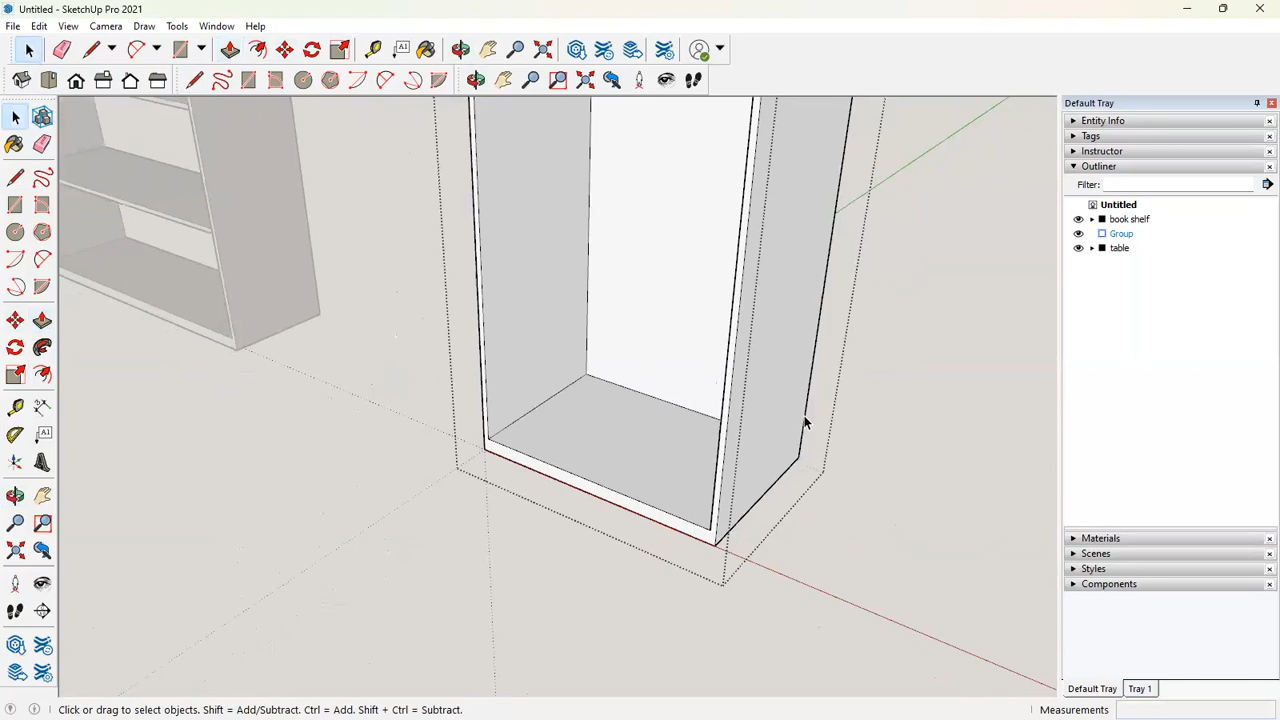 Untitled - SketchUp Pro 2021
File Edit View Camera Draw Tools Window Help
A1
Default Tray
Entity Info
Tags
Instructor
Outliner
Filter:
Untitled
book shelf
Group
table
A1
Materials
Scenes
Styles
Components
Default Tray Tray 1
Click or drag to select objects. Shift = Add/Subtract. Ctrl = Add. Shift + Ctrl = Subtract. Measurements